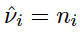 ν̂ᵢ = nᵢ